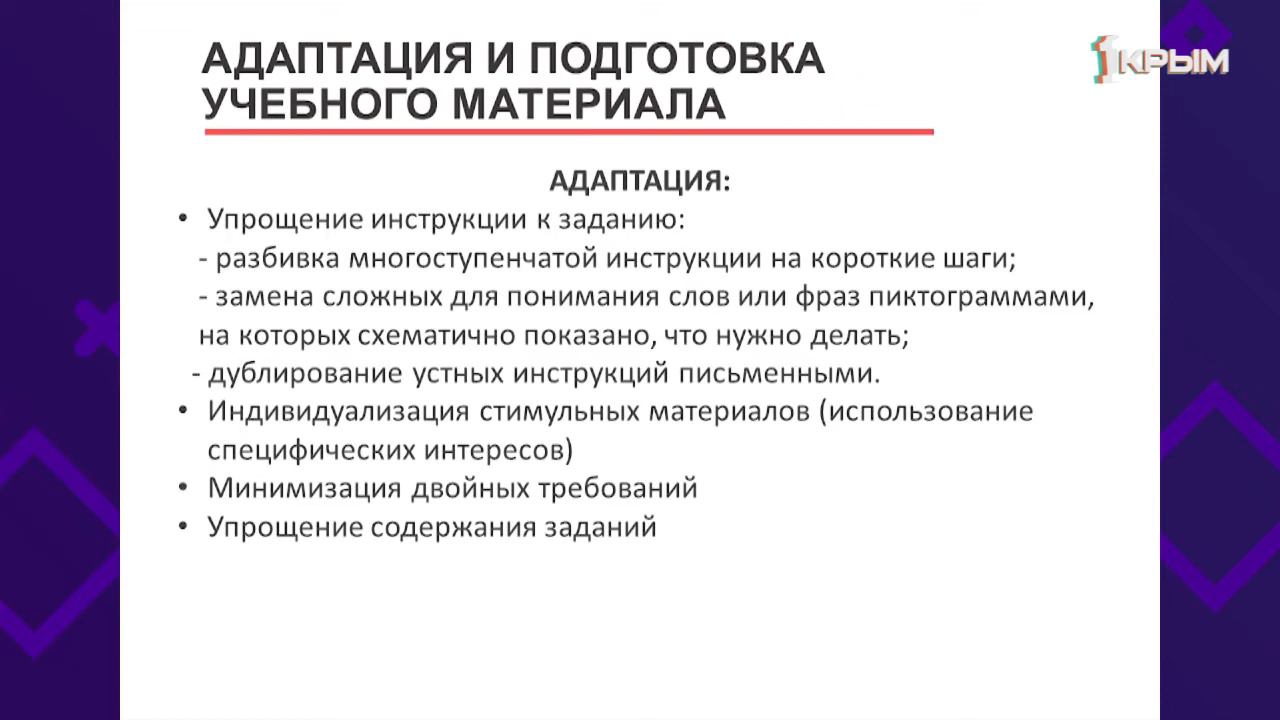 АДАПТАЦИЯ И ПОДГОТОВКА
УЧЕБНОГО МАТЕРИАЛА
1 КРЫМ
АДАПТАЦИЯ:
• Упрощение инструкции к заданию:
- разбивка многоступенчатой инструкции на короткие шаги;
- замена сложных для понимания слов или фраз пиктограммами,
на которых схематично показано, что нужно делать;
- дублирование устных инструкций письменными.
• Индивидуализация стимульных материалов (использование
специфических интересов)
• Минимизация двойных требований
• Упрощение содержания заданий